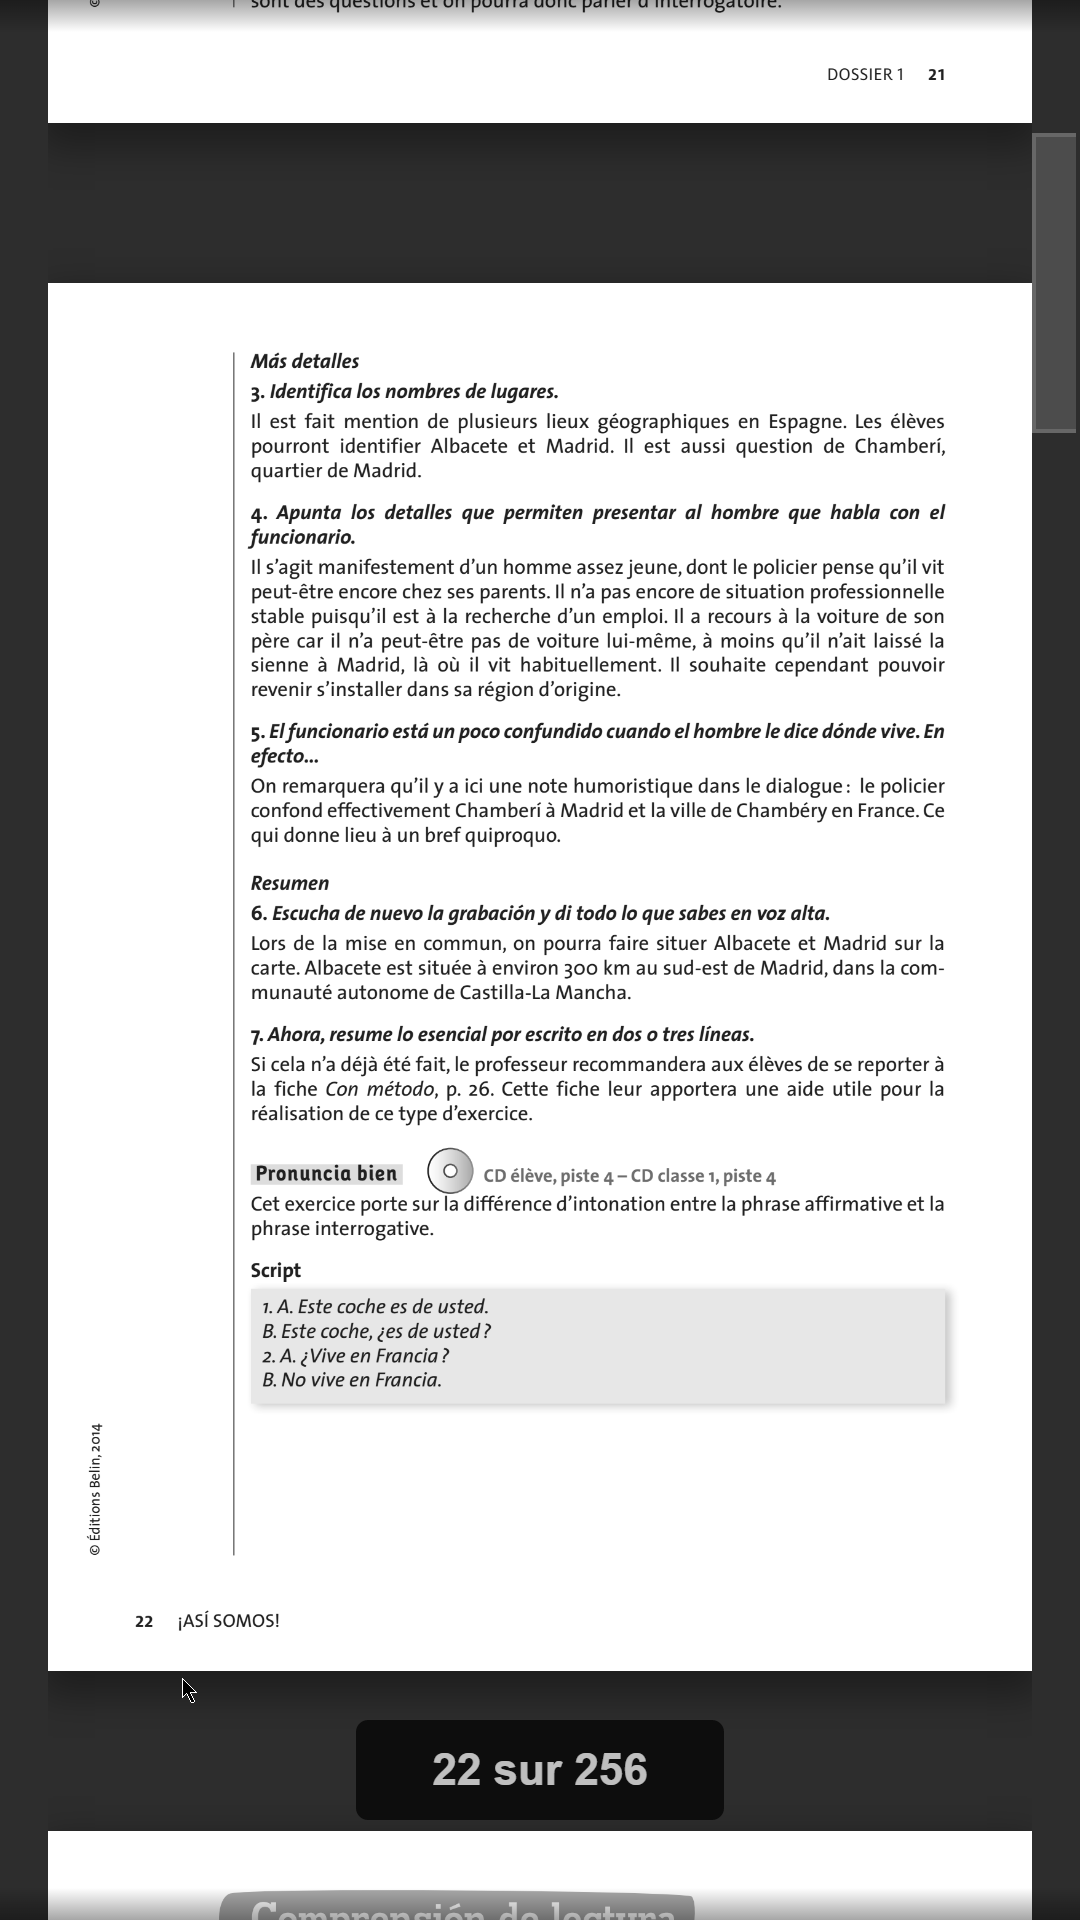 sont des questions et on pourra donc parler d'interrogatoire.
DOSSIER 1 21
Más detalles
3. Identifica los nombres de lugares.
Il est fait mention de plusieurs lieux géographiques en Espagne. Les élèves
pourront identifier Albacete et Madrid. Il est aussi question de Chamberí,
quartier de Madrid.
4. Apunta los detalles que permiten presentar al hombre que habla con el
funcionario.
Il s'agit manifestement d'un homme assez jeune, dont le policier pense qu'il vit
peut-être encore chez ses parents. Il n'a pas encore de situation professionnelle
stable puisqu'il est à la recherche d'un emploi. Il a recours à la voiture de son
père car il n'a peut-être pas de voiture lui-même, à moins qu'il n'ait laissé la
sienne à Madrid, là où il vit habituellement. Il souhaite cependant pouvoir
revenir s'installer dans sa région d'origine.
5. El funcionario está un poco confundido cuando el hombre le dice dónde vive. En
efecto...
On remarquera qu'il y a ici une note humoristique dans le dialogue : le policier
confond effectivement Chamberí à Madrid et la ville de Chambéry en France. Ce
qui donne lieu à un bref quiproquo.
Resumen
6. Escucha de nuevo la grabación y di todo lo que sabes en voz alta.
Lors de la mise en commun, on pourra faire situer Albacete et Madrid sur la
carte. Albacete est située à environ 300 km au sud-est de Madrid, dans la com-
munauté autonome de Castilla-La Mancha.
7. Ahora, resume lo esencial por escrito en dos o tres líneas.
Si cela n'a déjà été fait, le professeur recommandera aux élèves de se reporter à
la fiche Con método, p. 26. Cette fiche leur apportera une aide utile pour la
réalisation de ce type d'exercice.
Pronuncia bien CD élève, piste 4 – CD classe 1, piste 4
Cet exercice porte sur la différence d'intonation entre la phrase affirmative et la
phrase interrogative.
Script
1. A. Este coche es de usted.
B. Este coche, ¿es de usted ?
2. A. ¿Vive en Francia ?
B. No vive en Francia.
© Éditions Belin, 2014
22 ¡ASÍ SOMOS!
22 sur 256
Comprensión de lectura